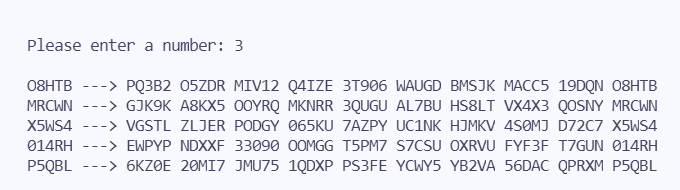 Please enter a number: 3
O8HTB ---> PQ3B2 O5ZDR MIV12 Q4IZE 3T906 WAUGD BMSJK MACC5 19DQN O8HTB
MRCWN ---> GJK9K A8KX5 OOYRQ MKNRR 3QUGU AL7BU HS8LT VX4X3 QOSNY MRCWN
X5WS4 ---> VGSTL ZLJER PODGY 065KU 7AZPY UC1NK HJMKV 4S0MJ D72C7 X5WS4
014RH ---> EWPYP NDXXF 33090 OOMGG T5PM7 S7CSU OXRVU FYF3F T7GUN 014RH
P5QBL ---> 6KZ0E 20MI7 JMU75 1QDXP PS3FE YCWY5 YB2VA 56DAC QPRXM P5QBL